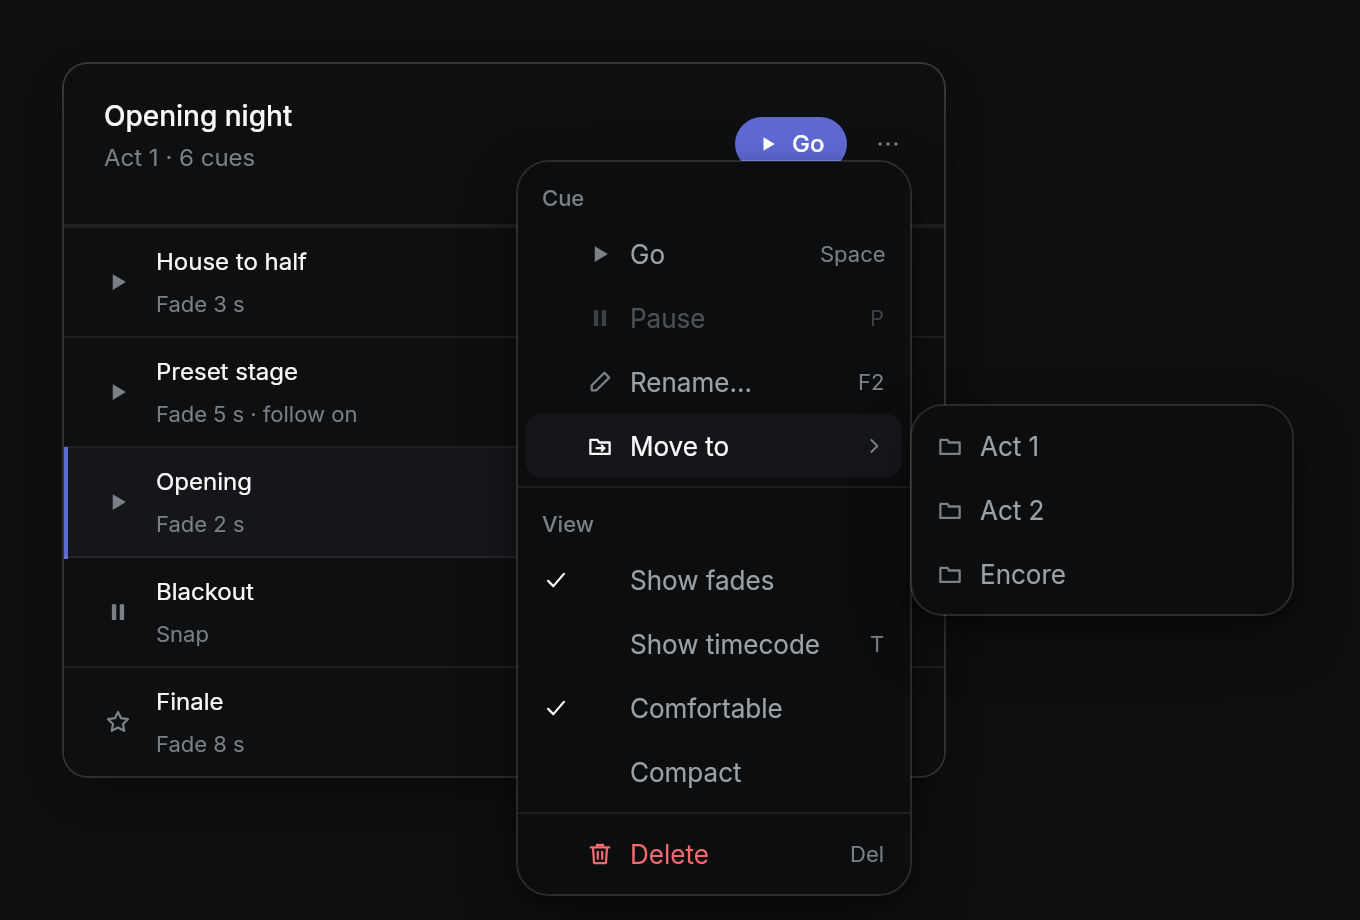 Opening night
Act 1 · 6 cues
Go
House to half
Fade 3 s
Preset stage
Fade 5 s · follow on
Opening
Fade 2 s
Blackout
Snap
Finale
Fade 8 s
Cue
Go Space
Pause P
Rename... F2
Move to
View
Show fades
Show timecode T
Comfortable
Compact
Delete Del
Act 1
Act 2
Encore